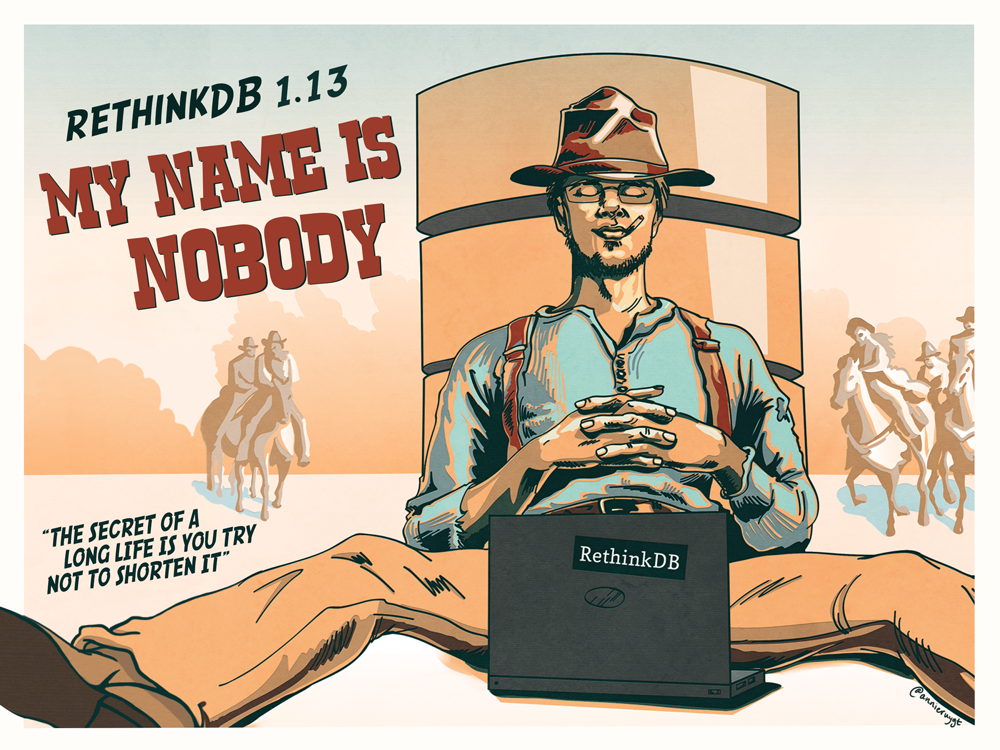 RETHINKDB 1.13
MY NAME IS
NOBODY
"THE SECRET OF A
LONG LIFE IS YOU TRY
NOT TO SHORTEN IT"
RethinkDB
@annieruygt